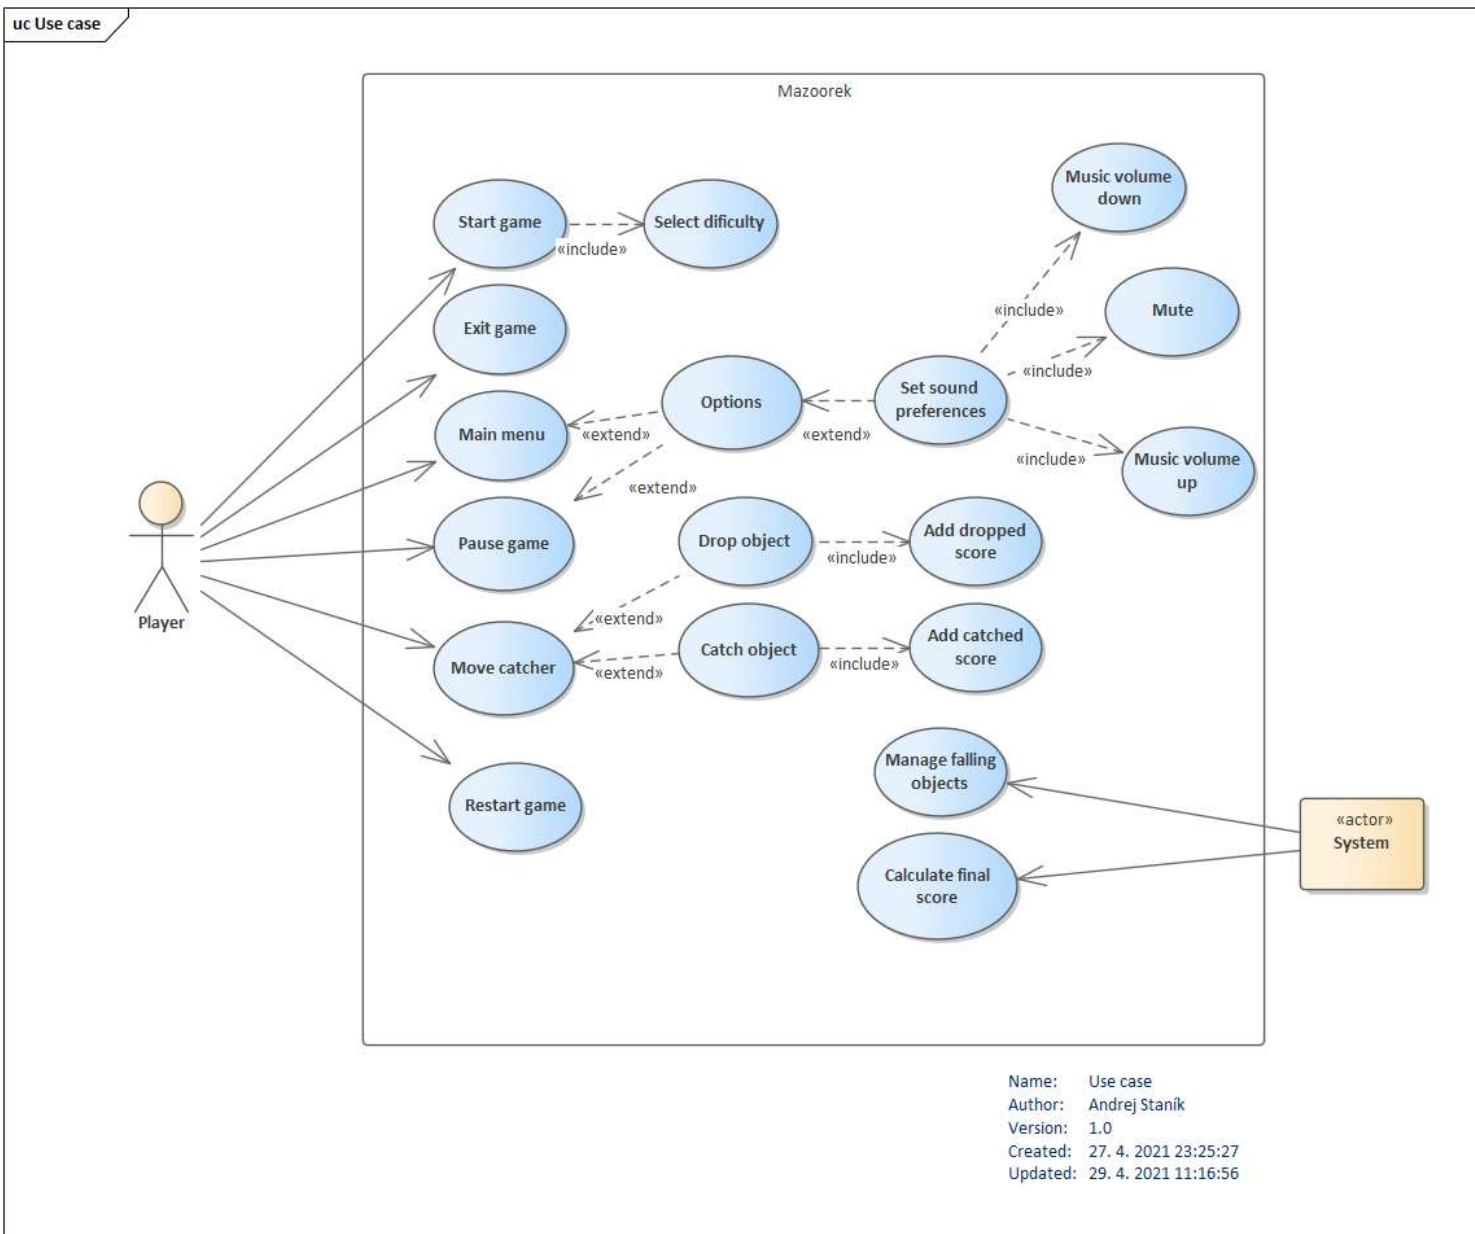 uc Use case
Mazoorek
Music volume
down
Start game
Select dificulty
«include»
Exit game
«include»
Mute
«include»
Options
Set sound
preferences
Main menu
«extend»
«extend»
«include»
Music volume
up
«extend»
Pause game
Drop object
«include»
Add dropped
score
Player
«extend»
Move catcher
«extend»
Catch object
«include»
Add catched
score
Manage falling
objects
Restart game
«actor»
System
Calculate final
score
Name: Use case
Author: Andrej Staník
Version: 1.0
Created: 27. 4. 2021 23:25:27
Updated: 29. 4. 2021 11:16:56